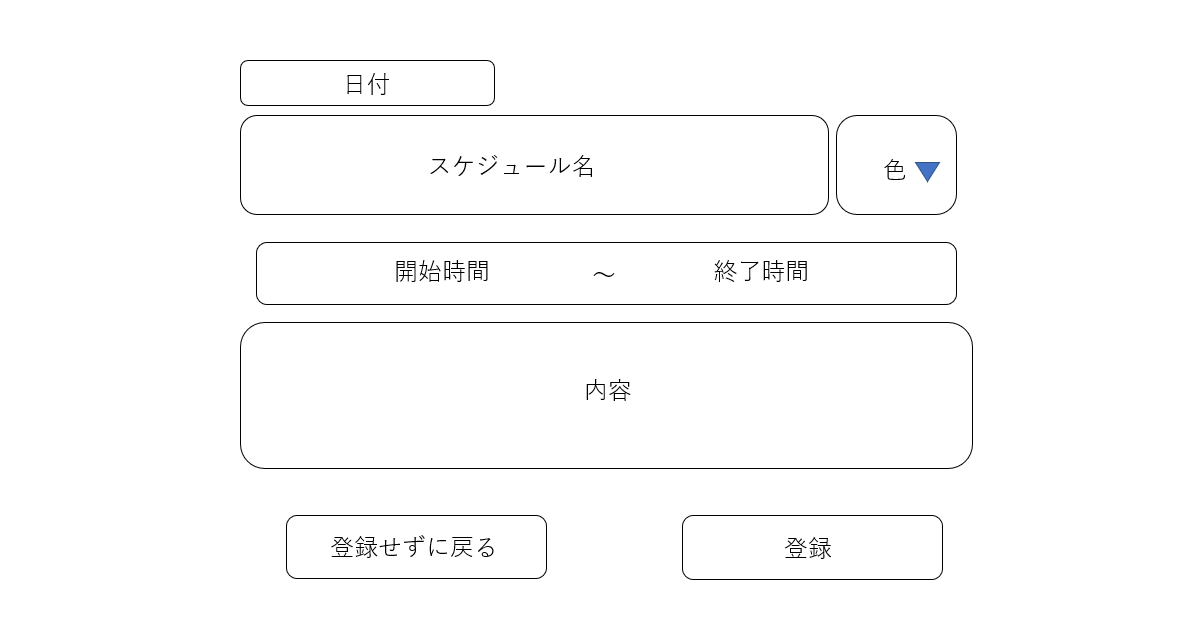 日付
スケジュール名
色
開始時間 ～ 終了時間
内容
登録せずに戻る
登録